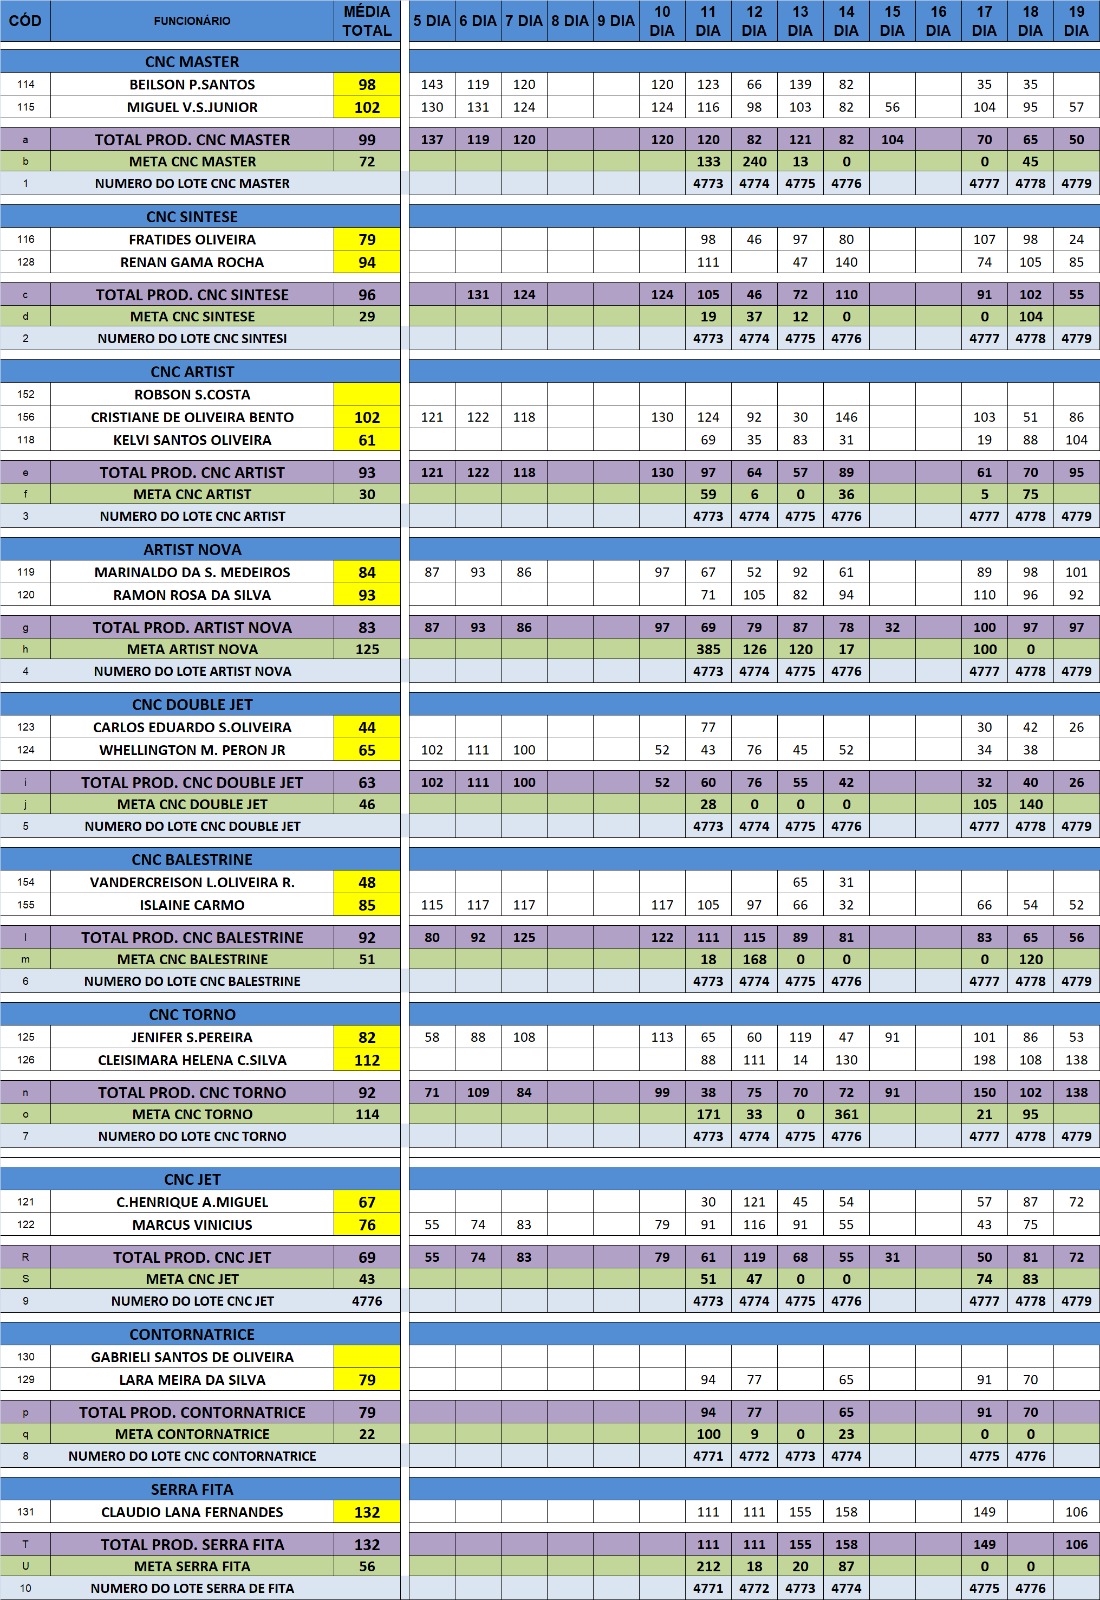 CÓD FUNCIONÁRIO MÉDIA TOTAL 5 DIA 6 DIA 7 DIA 8 DIA 9 DIA 10 DIA 11 DIA 12 DIA 13 DIA 14 DIA 15 DIA 16 DIA 17 DIA 18 DIA 19 DIA
CNC MASTER
114 BEILSON P.SANTOS 98 143 119 120 120 123 66 139 82 35 35
115 MIGUEL V.S.JUNIOR 102 130 131 124 124 116 98 103 82 56 104 95 57
a TOTAL PROD. CNC MASTER 99 137 119 120 120 120 82 121 82 104 70 65 50
b META CNC MASTER 72 133 240 13 0 0 45
1 NUMERO DO LOTE CNC MASTER 4773 4774 4775 4776 4777 4778 4779
CNC SINTESE
116 FRATIDES OLIVEIRA 79 98 46 97 80 107 98 24
128 RENAN GAMA ROCHA 94 111 47 140 74 105 85
c TOTAL PROD. CNC SINTESE 96 131 124 124 105 46 72 110 91 102 55
d META CNC SINTESE 29 19 37 12 0 0 104
2 NUMERO DO LOTE CNC SINTESI 4773 4774 4775 4776 4777 4778 4779
CNC ARTIST
152 ROBSON S.COSTA
156 CRISTIANE DE OLIVEIRA BENTO 102 121 122 118 130 124 92 30 146 103 51 86
118 KELVI SANTOS OLIVEIRA 61 69 35 83 31 19 88 104
e TOTAL PROD. CNC ARTIST 93 121 122 118 130 97 64 57 89 61 70 95
f META CNC ARTIST 30 59 6 0 36 5 75
3 NUMERO DO LOTE CNC ARTIST 4773 4774 4775 4776 4777 4778 4779
ARTIST NOVA
119 MARINALDO DA S. MEDEIROS 84 87 93 86 97 67 52 92 61 89 98 101
120 RAMON ROSA DA SILVA 93 71 105 82 94 110 96 92
g TOTAL PROD. ARTIST NOVA 83 87 93 86 97 69 79 87 78 32 100 97 97
h META ARTIST NOVA 125 385 126 120 17 100 0
4 NUMERO DO LOTE ARTIST NOVA 4773 4774 4775 4776 4777 4778 4779
CNC DOUBLE JET
123 CARLOS EDUARDO S.OLIVEIRA 44 77 30 42 26
124 WHELLINGTON M. PERON JR 65 102 111 100 52 43 76 45 52 34 38
i TOTAL PROD. CNC DOUBLE JET 63 102 111 100 52 60 76 55 42 32 40 26
j META CNC DOUBLE JET 46 28 0 0 0 105 140
5 NUMERO DO LOTE CNC DOUBLE JET 4773 4774 4775 4776 4777 4778 4779
CNC BALESTRINE
154 VANDERCREISON L.OLIVEIRA R. 48 65 31
155 ISLAINE CARMO 85 115 117 117 117 105 97 66 32 66 54 52
l TOTAL PROD. CNC BALESTRINE 92 80 92 125 122 111 115 89 81 83 65 56
m META CNC BALESTRINE 51 18 168 0 0 0 120
6 NUMERO DO LOTE CNC BALESTRINE 4773 4774 4775 4776 4777 4778 4779
CNC TORNO
125 JENIFER S.PEREIRA 82 58 88 108 113 65 60 119 47 91 101 86 53
126 CLEISIMARA HELENA C.SILVA 112 88 111 14 130 198 108 138
n TOTAL PROD. CNC TORNO 92 71 109 84 99 38 75 70 72 91 150 102 138
o META CNC TORNO 114 171 33 0 361 21 95
7 NUMERO DO LOTE CNC TORNO 4773 4774 4775 4776 4777 4778 4779
CNC JET
121 C.HENRIQUE A.MIGUEL 67 30 121 45 54 57 87 72
122 MARCUS VINICIUS 76 55 74 83 79 91 116 91 55 43 75
R TOTAL PROD. CNC JET 69 55 74 83 79 61 119 68 55 31 50 81 72
S META CNC JET 43 51 47 0 0 74 83
9 NUMERO DO LOTE CNC JET 4776 4773 4774 4775 4776 4777 4778 4779
CONTORNATRICE
130 GABRIELI SANTOS DE OLIVEIRA
129 LARA MEIRA DA SILVA 79 94 77 65 91 70
p TOTAL PROD. CONTORNATRICE 79 94 77 65 91 70
q META CONTORNATRICE 22 100 9 0 23 0 0
8 NUMERO DO LOTE CNC CONTORNATRICE 4771 4772 4773 4774 4775 4776
SERRA FITA
131 CLAUDIO LANA FERNANDES 132 111 111 155 158 149 106
T TOTAL PROD. SERRA FITA 132 111 111 155 158 149 106
U META SERRA FITA 56 212 18 20 87 0 0
10 NUMERO DO LOTE SERRA DE FITA 4771 4772 4773 4774 4775 4776